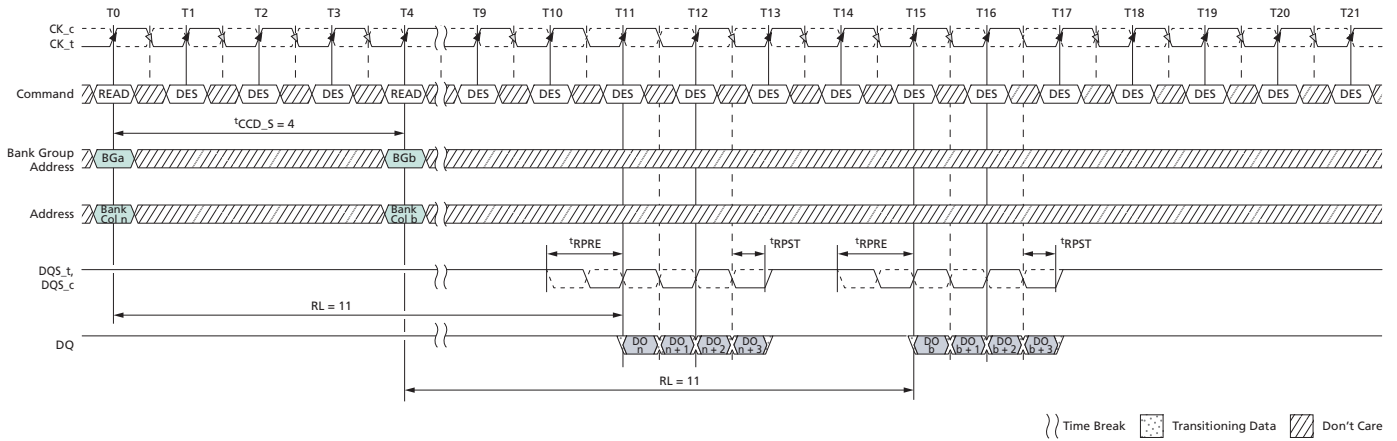 T0 T1 T2 T3 T4 T9 T10 T11 T12 T13 T14 T15 T16 T17 T18 T19 T20 T21
CK_c
CK_t
Command READ DES DES DES READ DES DES DES DES DES DES DES DES DES DES DES DES DES
tCCD_S = 4
Bank Group
Address
BGa BGb
Address
Bank
Col n
Bank
Col b
tRPRE tRPST tRPRE tRPST
DQS_t,
DQS_c
RL = 11
DQ
DO
n
DO
n + 1
DO
n + 2
DO
n + 3
DO
b
DO
b + 1
DO
b + 2
DO
b + 3
RL = 11
Time Break Transitioning Data Don't Care